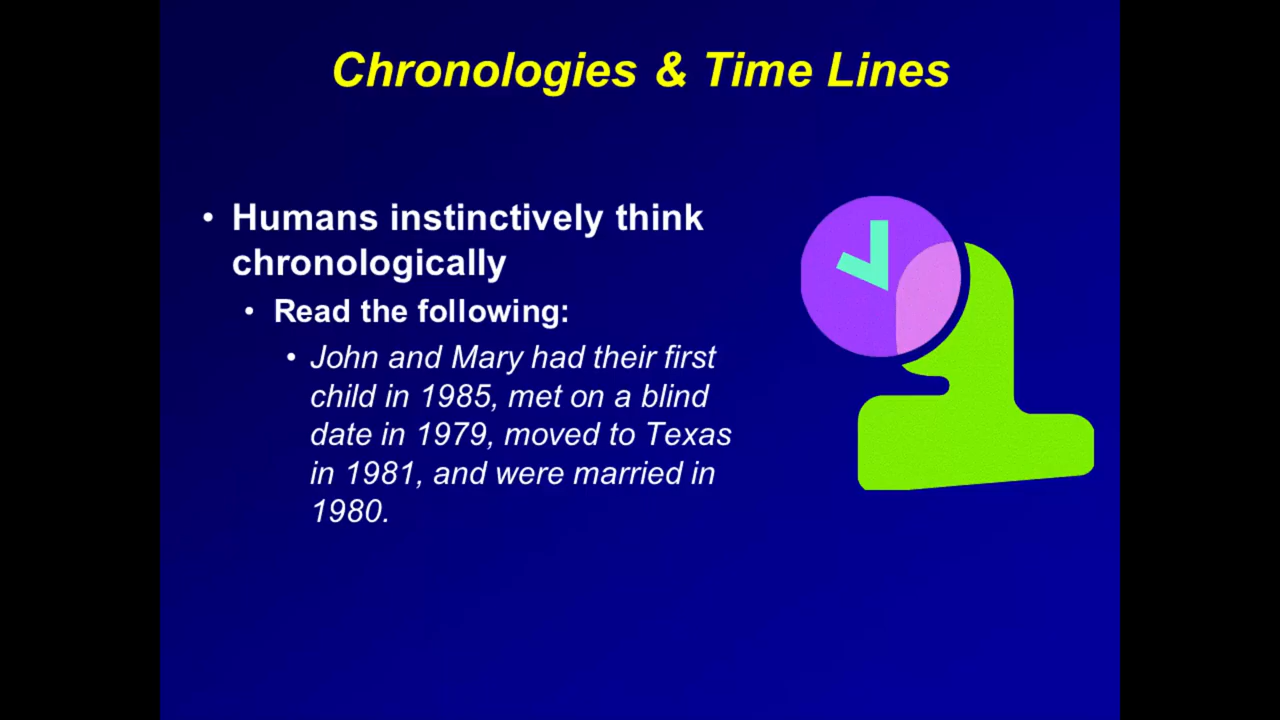 Chronologies & Time Lines
• Humans instinctively think
chronologically
• Read the following:
• John and Mary had their first
child in 1985, met on a blind
date in 1979, moved to Texas
in 1981, and were married in
1980.